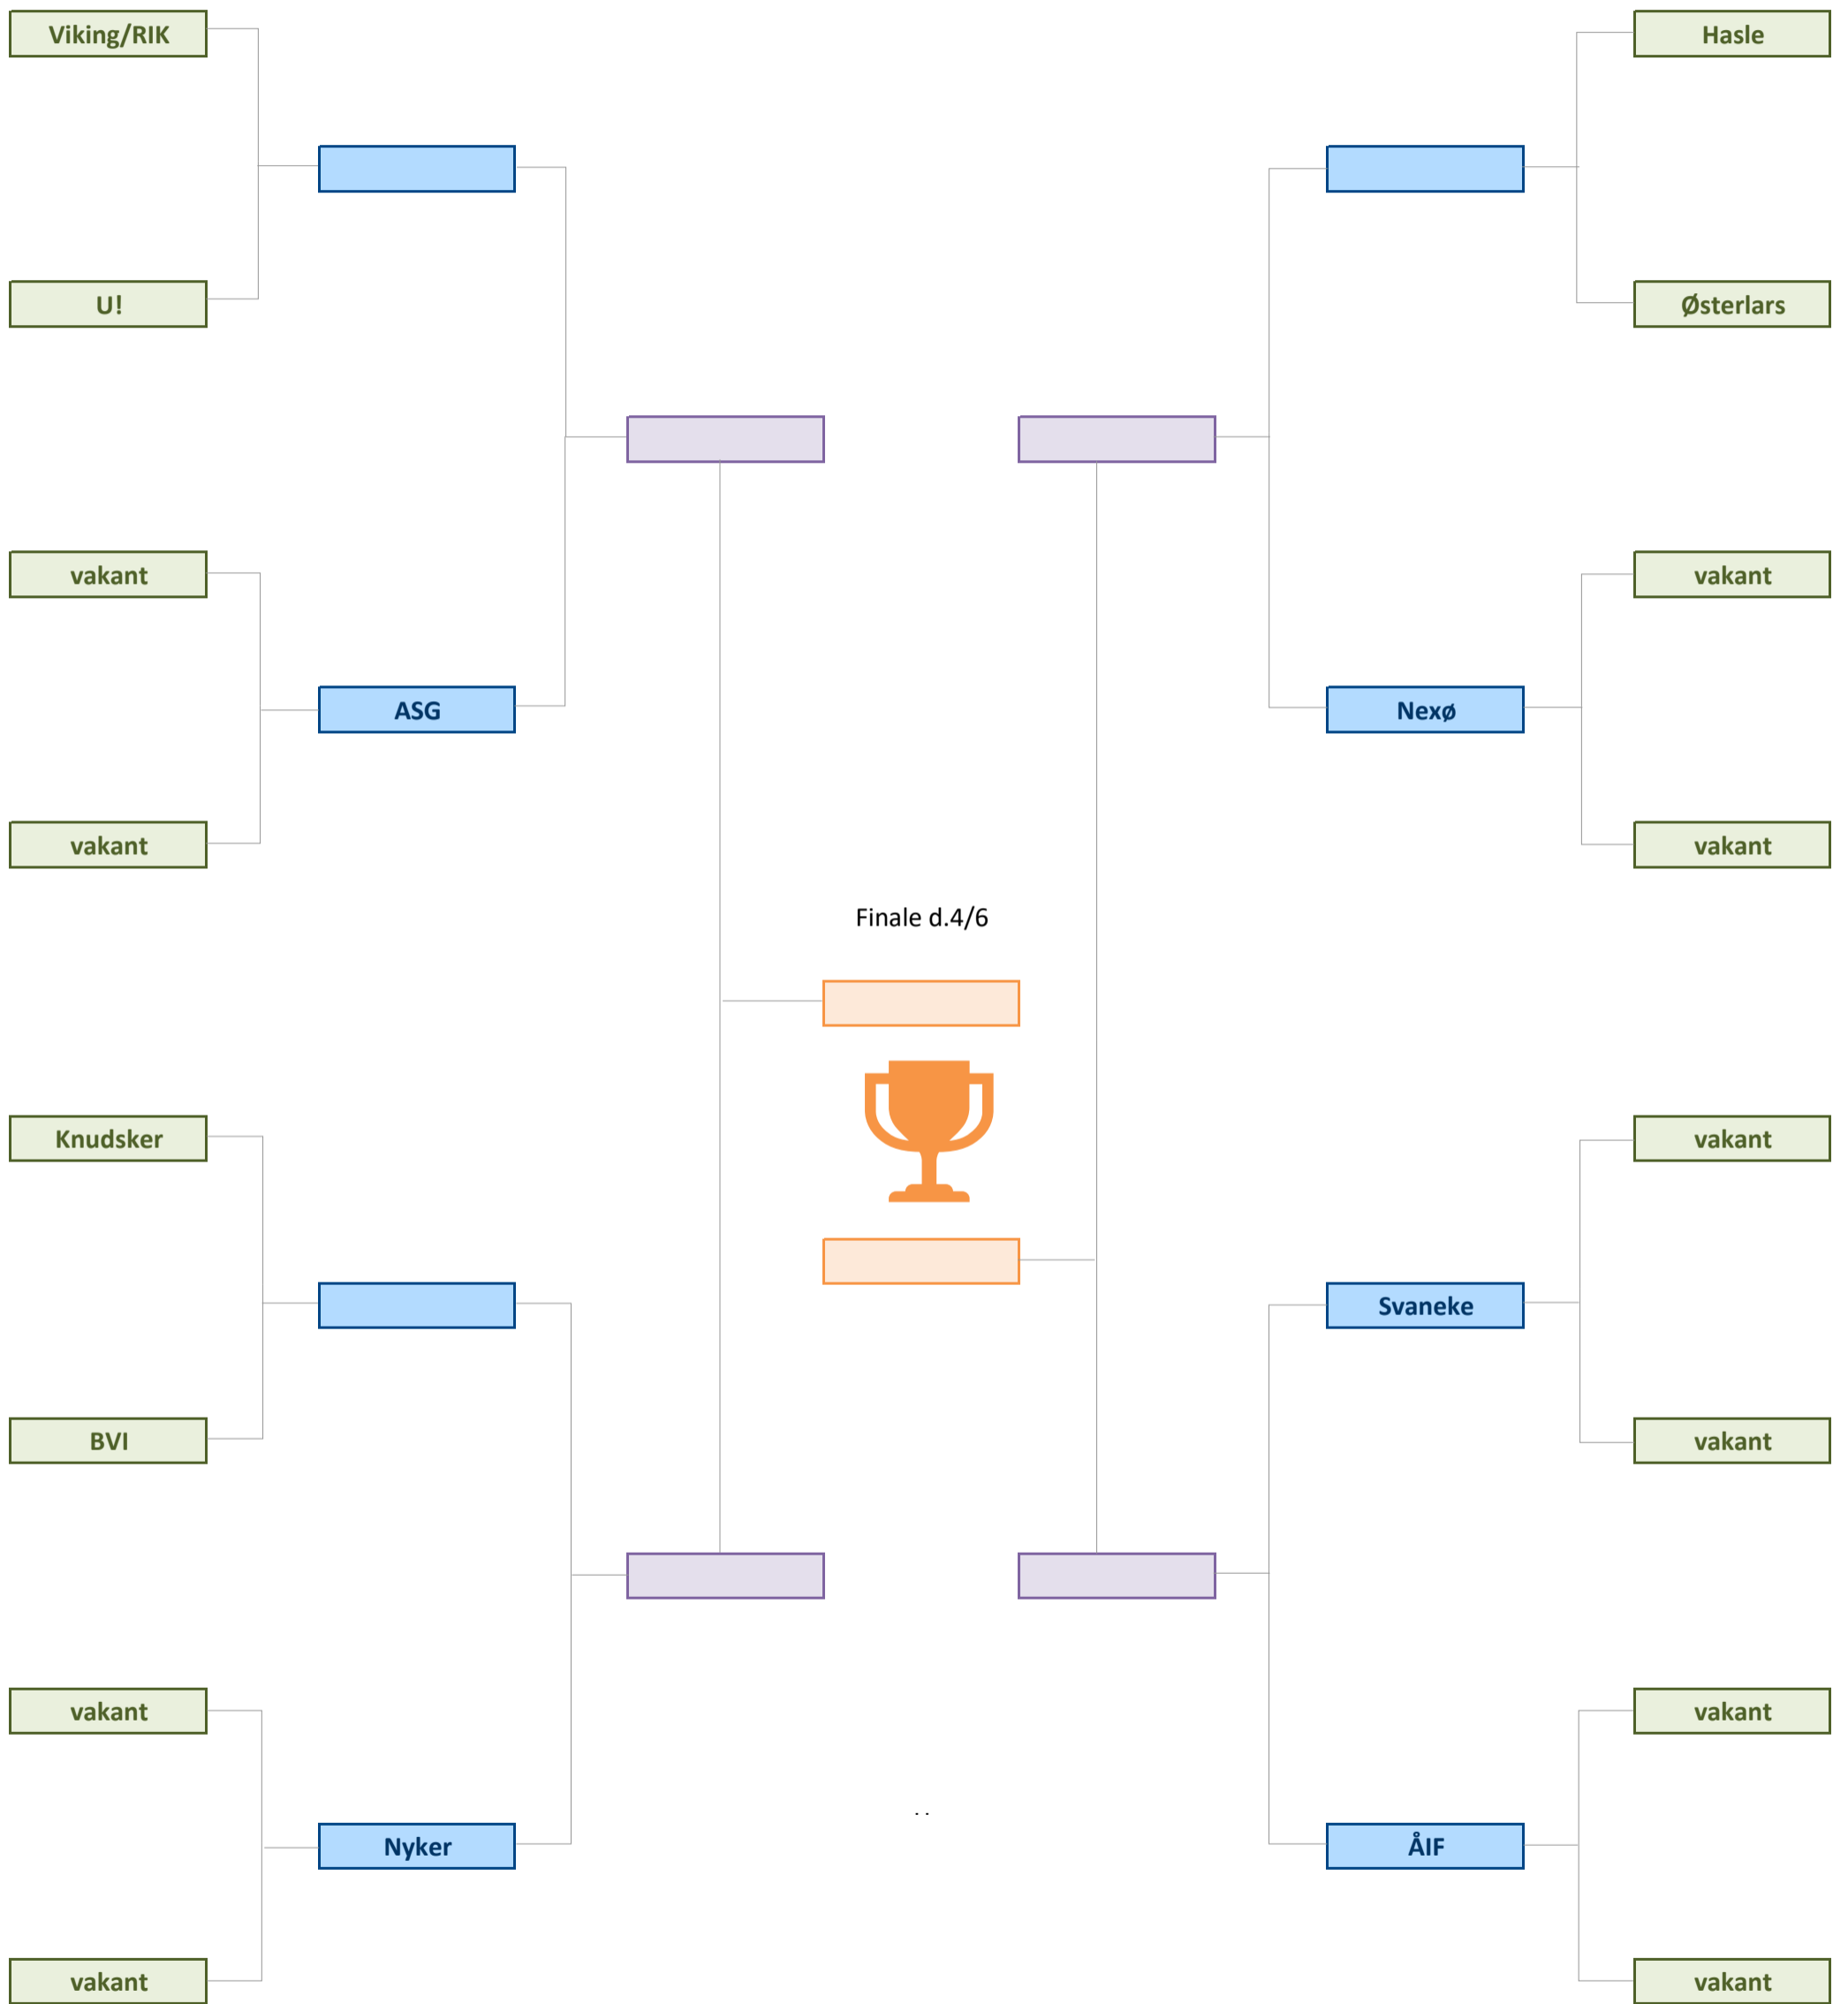 Viking/RIK
Hasle
U!
Østerlars
vakant
vakant
ASG
Nexø
vakant
vakant
Finale d.4/6
Knudsker
vakant
Svaneke
BVI
vakant
vakant
vakant
. .
Nyker
ÅIF
vakant
vakant